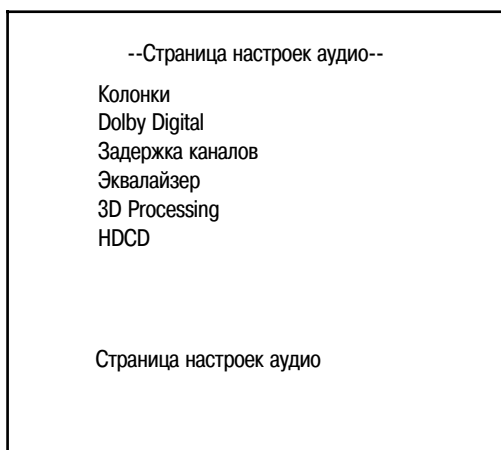 --Страница настроек аудио--
Колонки
Dolby Digital
Задержка каналов
Эквалайзер
3D Processing
HDCD
Страница настроек аудио